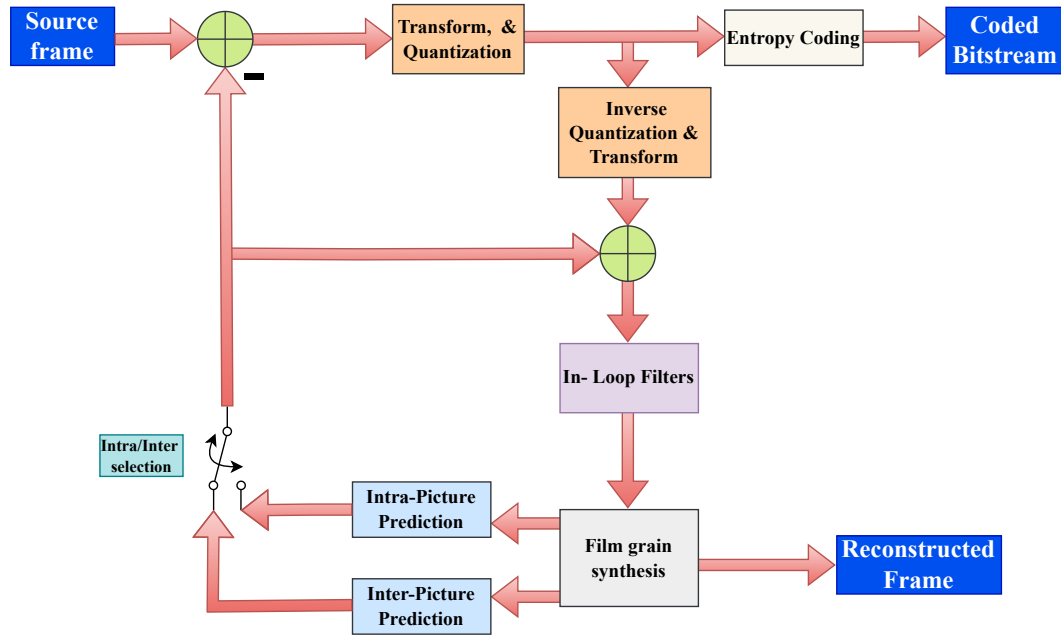 Source
frame
Transform, &
Quantization
Entropy Coding
Coded
Bitstream
Inverse
Quantization &
Transform
In- Loop Filters
Intra/Inter
selection
Intra-Picture
Prediction
Film grain
synthesis
Reconstructed
Frame
Inter-Picture
Prediction